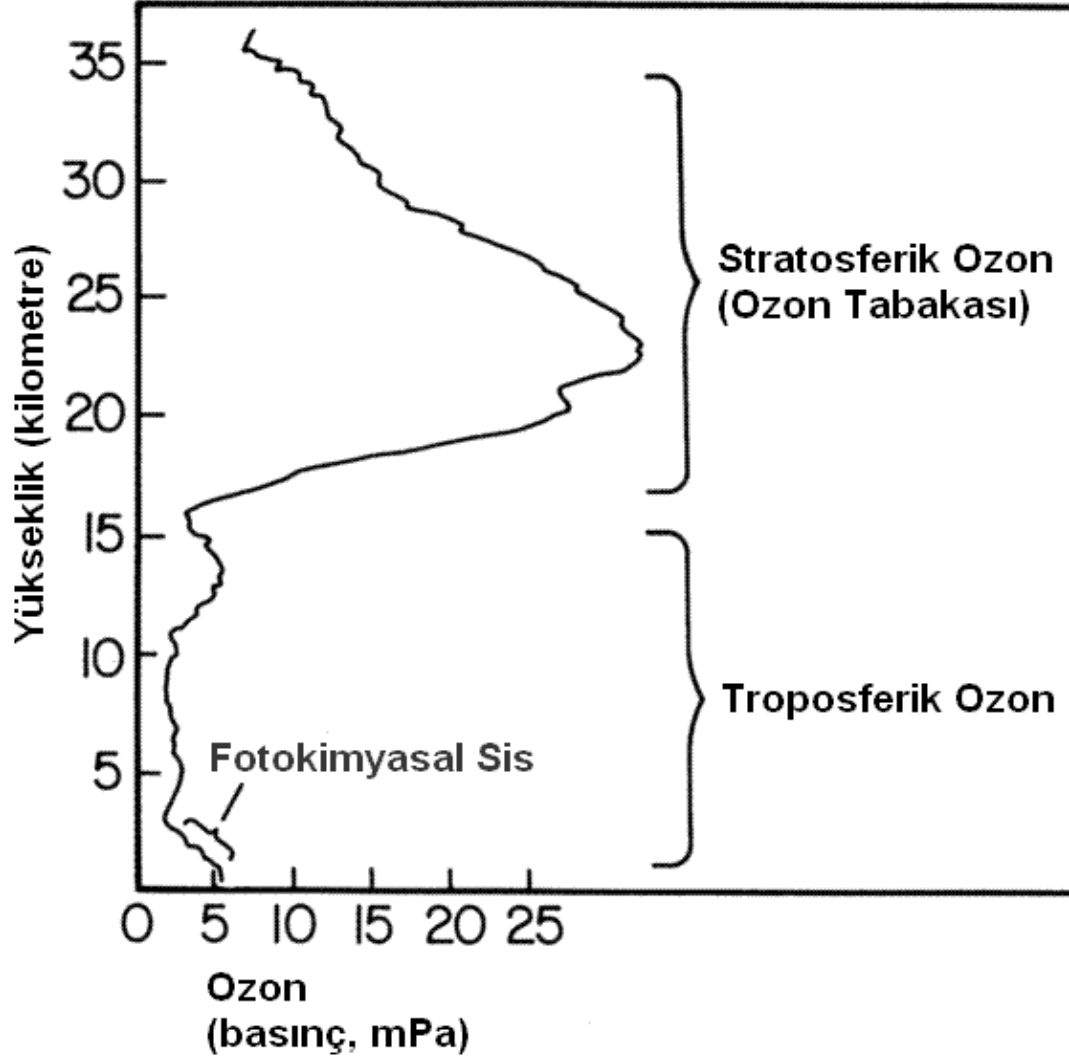 35
30
25
20
15
10
5
Yükseklik (kilometre)
Stratosferik Ozon
(Ozon Tabakası)
Troposferik Ozon
Fotokimyasal Sis
0 5 10 15 20 25
Ozon
(basınç, mPa)